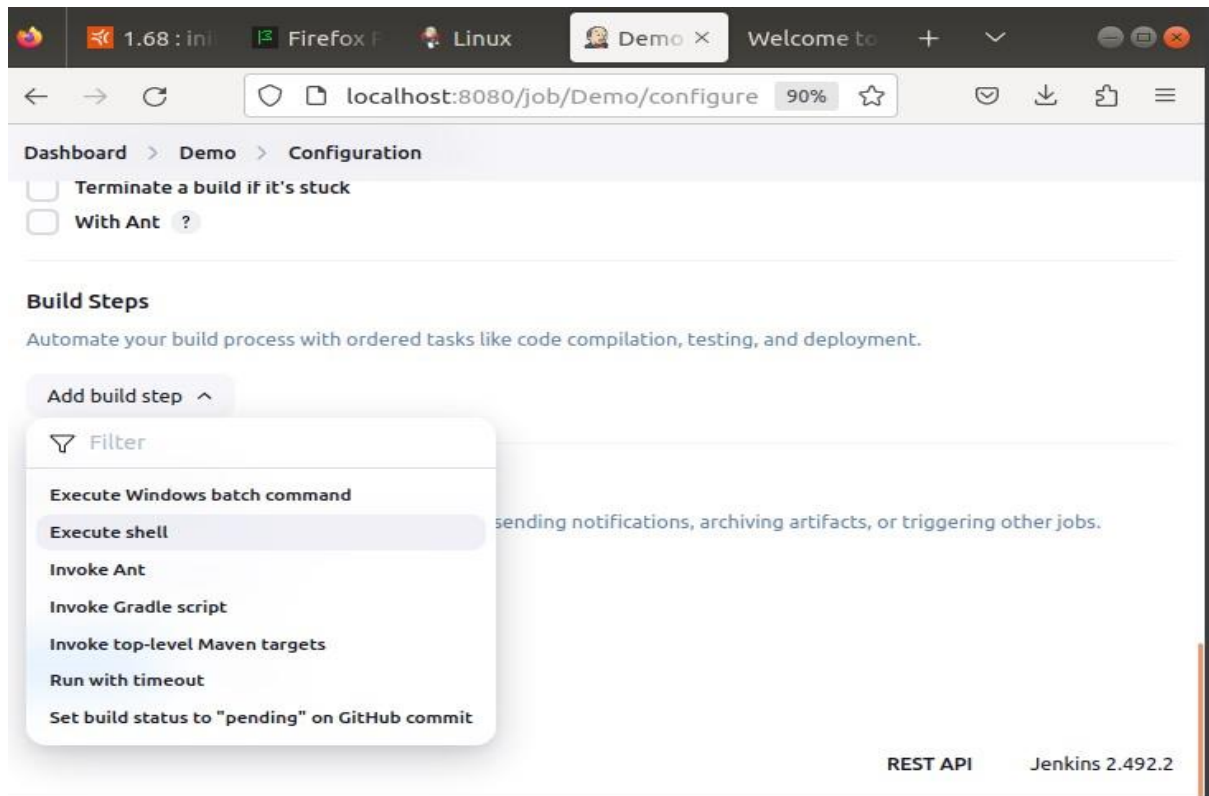 1.68 : ini Firefox F Linux Demo Welcome to
localhost:8080/job/Demo/configure 90%
Dashboard > Demo > Configuration
Terminate a build if it's stuck
With Ant ?
Build Steps
Automate your build process with ordered tasks like code compilation, testing, and deployment.
Add build step
Filter
Execute Windows batch command
Execute shell
sending notifications, archiving artifacts, or triggering other jobs.
Invoke Ant
Invoke Gradle script
Invoke top-level Maven targets
Run with timeout
Set build status to "pending" on GitHub commit
REST API Jenkins 2.492.2